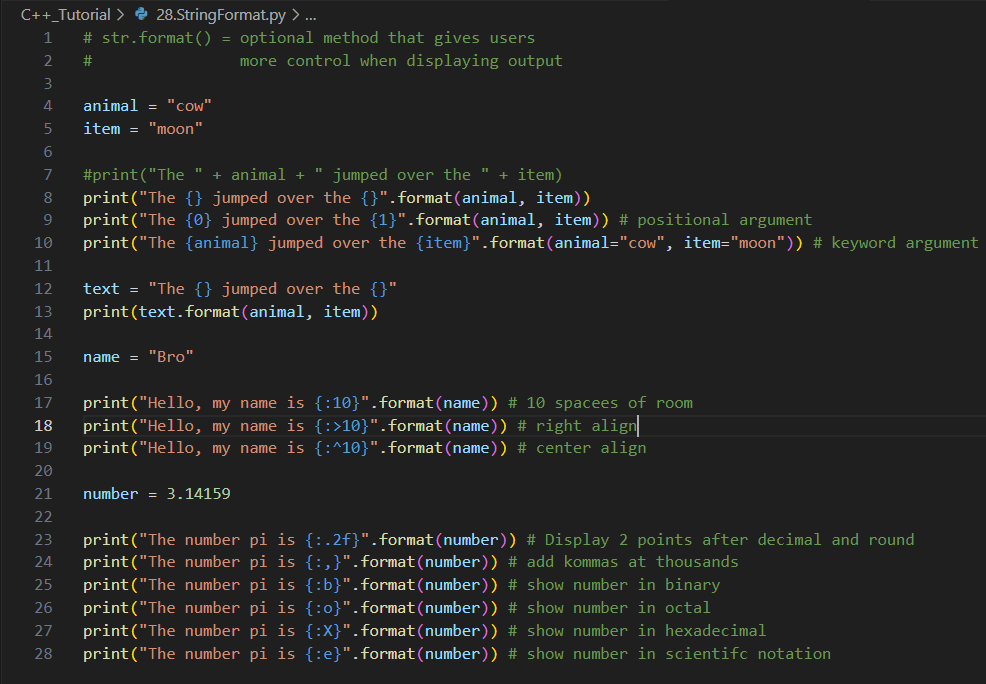 C++_Tutorial > 28.StringFormat.py > ...
1 # str.format() = optional method that gives users
2 #                more control when displaying output
3
4 animal = "cow"
5 item = "moon"
6
7 #print("The " + animal + " jumped over the " + item)
8 print("The {} jumped over the {}".format(animal, item))
9 print("The {0} jumped over the {1}".format(animal, item)) # positional argument
10 print("The {animal} jumped over the {item}".format(animal="cow", item="moon")) # keyword argument
11
12 text = "The {} jumped over the {}"
13 print(text.format(animal, item))
14
15 name = "Bro"
16
17 print("Hello, my name is {:10}".format(name)) # 10 spacees of room
18 print("Hello, my name is {:>10}".format(name)) # right align
19 print("Hello, my name is {:^10}".format(name)) # center align
20
21 number = 3.14159
22
23 print("The number pi is {:.2f}".format(number)) # Display 2 points after decimal and round
24 print("The number pi is {:,}".format(number)) # add kommas at thousands
25 print("The number pi is {:b}".format(number)) # show number in binary
26 print("The number pi is {:o}".format(number)) # show number in octal
27 print("The number pi is {:X}".format(number)) # show number in hexadecimal
28 print("The number pi is {:e}".format(number)) # show number in scientifc notation